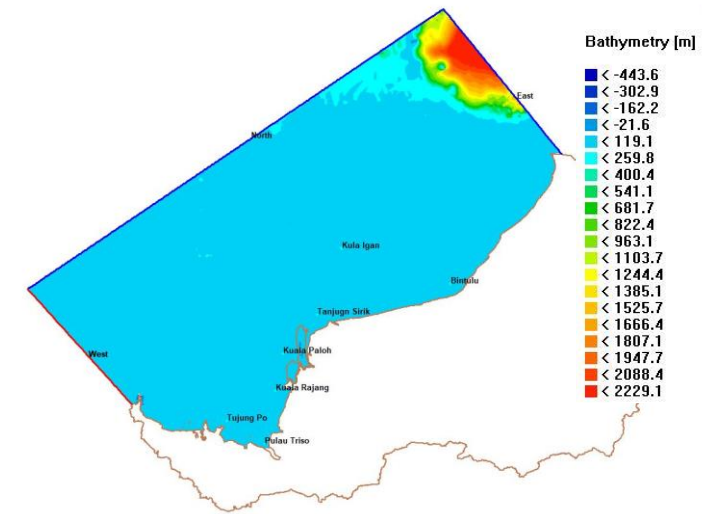 Bathymetry [m]
< -443.6
< -302.9
< -162.2
< -21.6
< 119.1
< 259.8
< 400.4
< 541.1
< 681.7
< 822.4
< 963.1
< 1103.7
< 1244.4
< 1385.1
< 1525.7
< 1666.4
< 1807.1
< 1947.7
< 2088.4
< 2229.1
East
North
Kula Igan
Bintulu
Tanjugn Sirik
Kuala Paloh
West
Kuala Rajang
Tujung Po
Pulau Triso